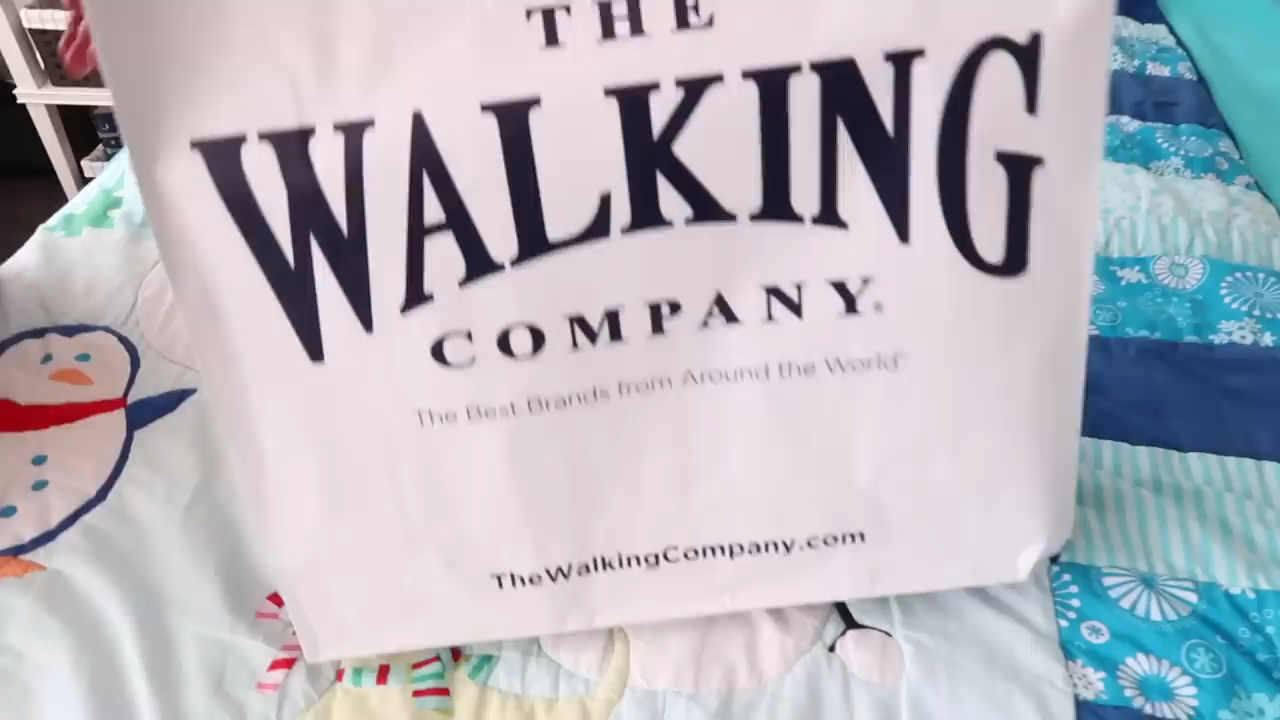 THE
WALKING
COMPANY.
The Best Brands from Around the World®
TheWalkingCompany.com